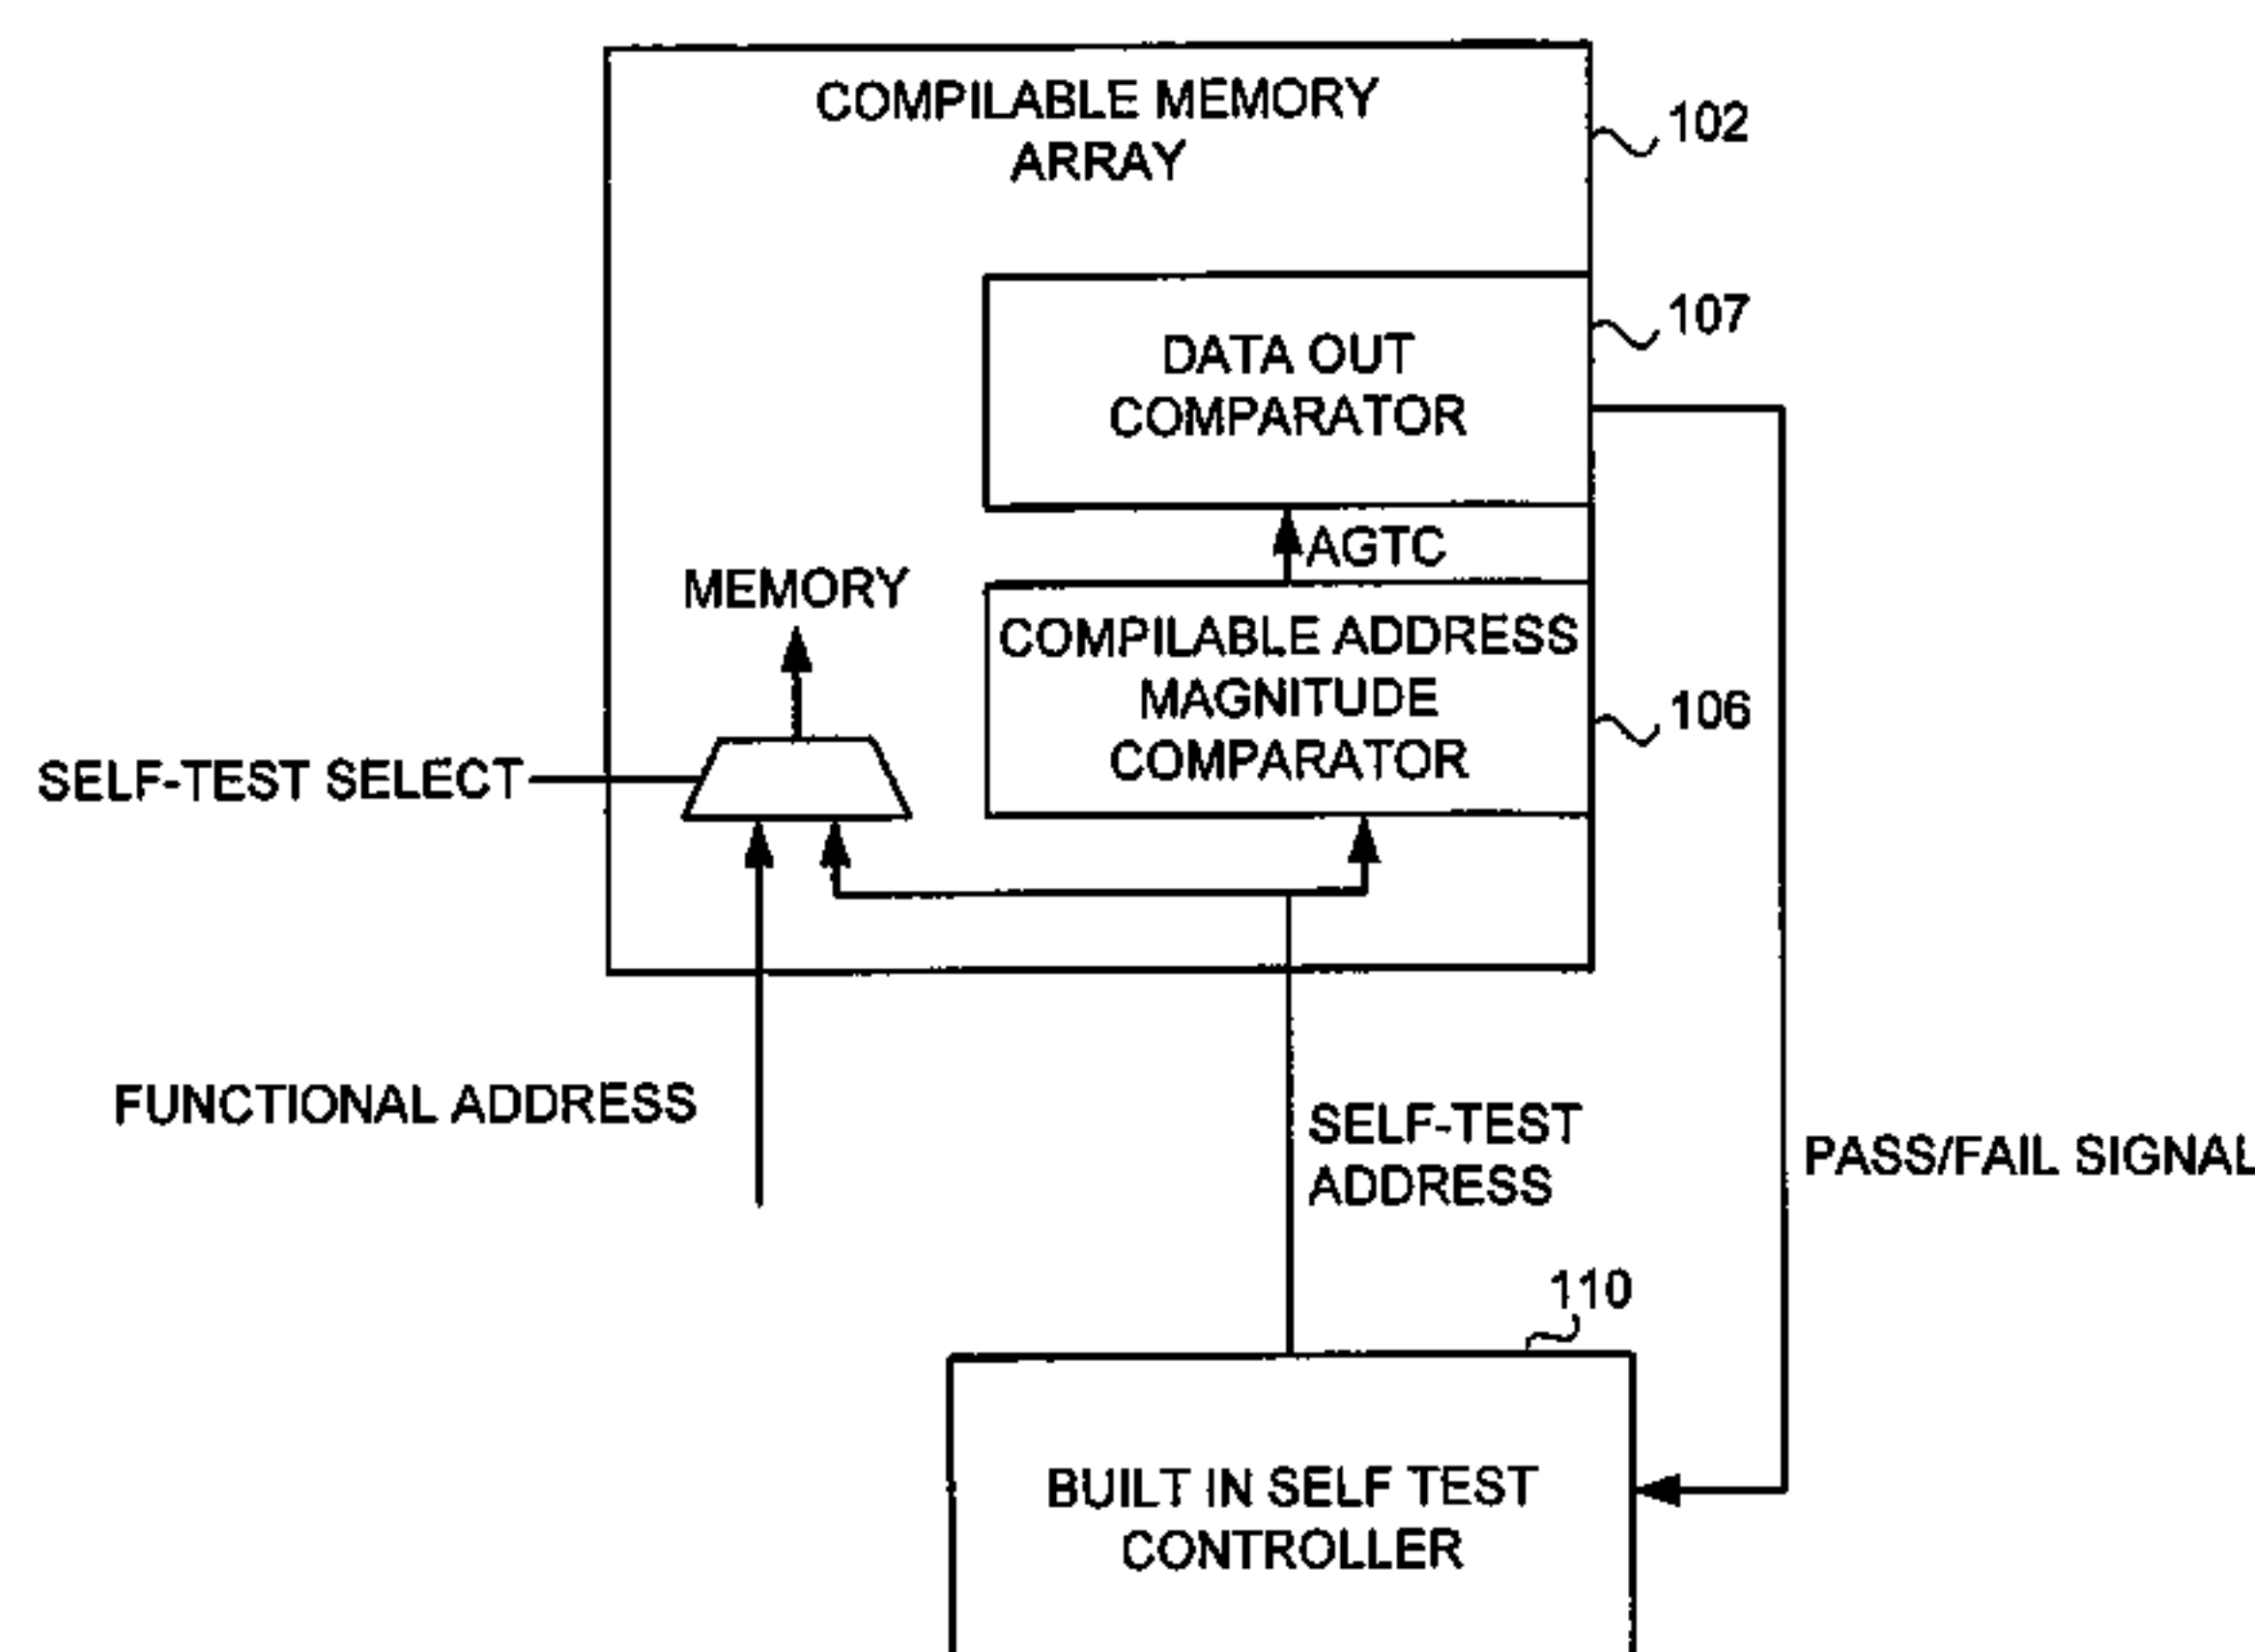 COMPILABLE MEMORY
ARRAY
102
107
DATA OUT
COMPARATOR
AGTC
MEMORY
COMPILABLE ADDRESS
MAGNITUDE
COMPARATOR
106
SELF-TEST SELECT
FUNCTIONAL ADDRESS
SELF-TEST
ADDRESS
PASS/FAIL SIGNAL
110
BUILT IN SELF TEST
CONTROLLER